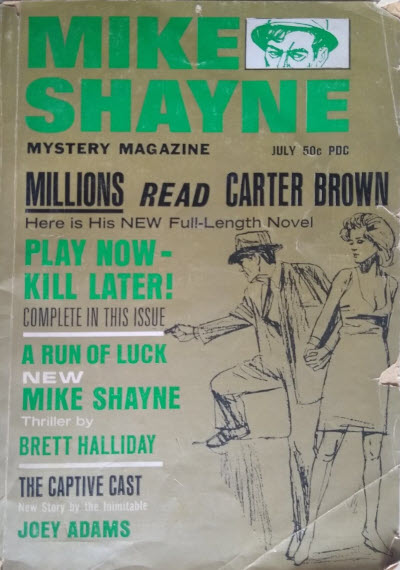 MIKE
SHAYNE
MYSTERY MAGAZINE JULY 50c PDC
MILLIONS READ CARTER BROWN
Here is His NEW Full-Length Novel
PLAY NOW-
KILL LATER!
COMPLETE IN THIS ISSUE
A RUN OF LUCK
NEW
MIKE SHAYNE
Thriller by
BRETT HALLIDAY
THE CAPTIVE CAST
New Story by the Inimitable
JOEY ADAMS